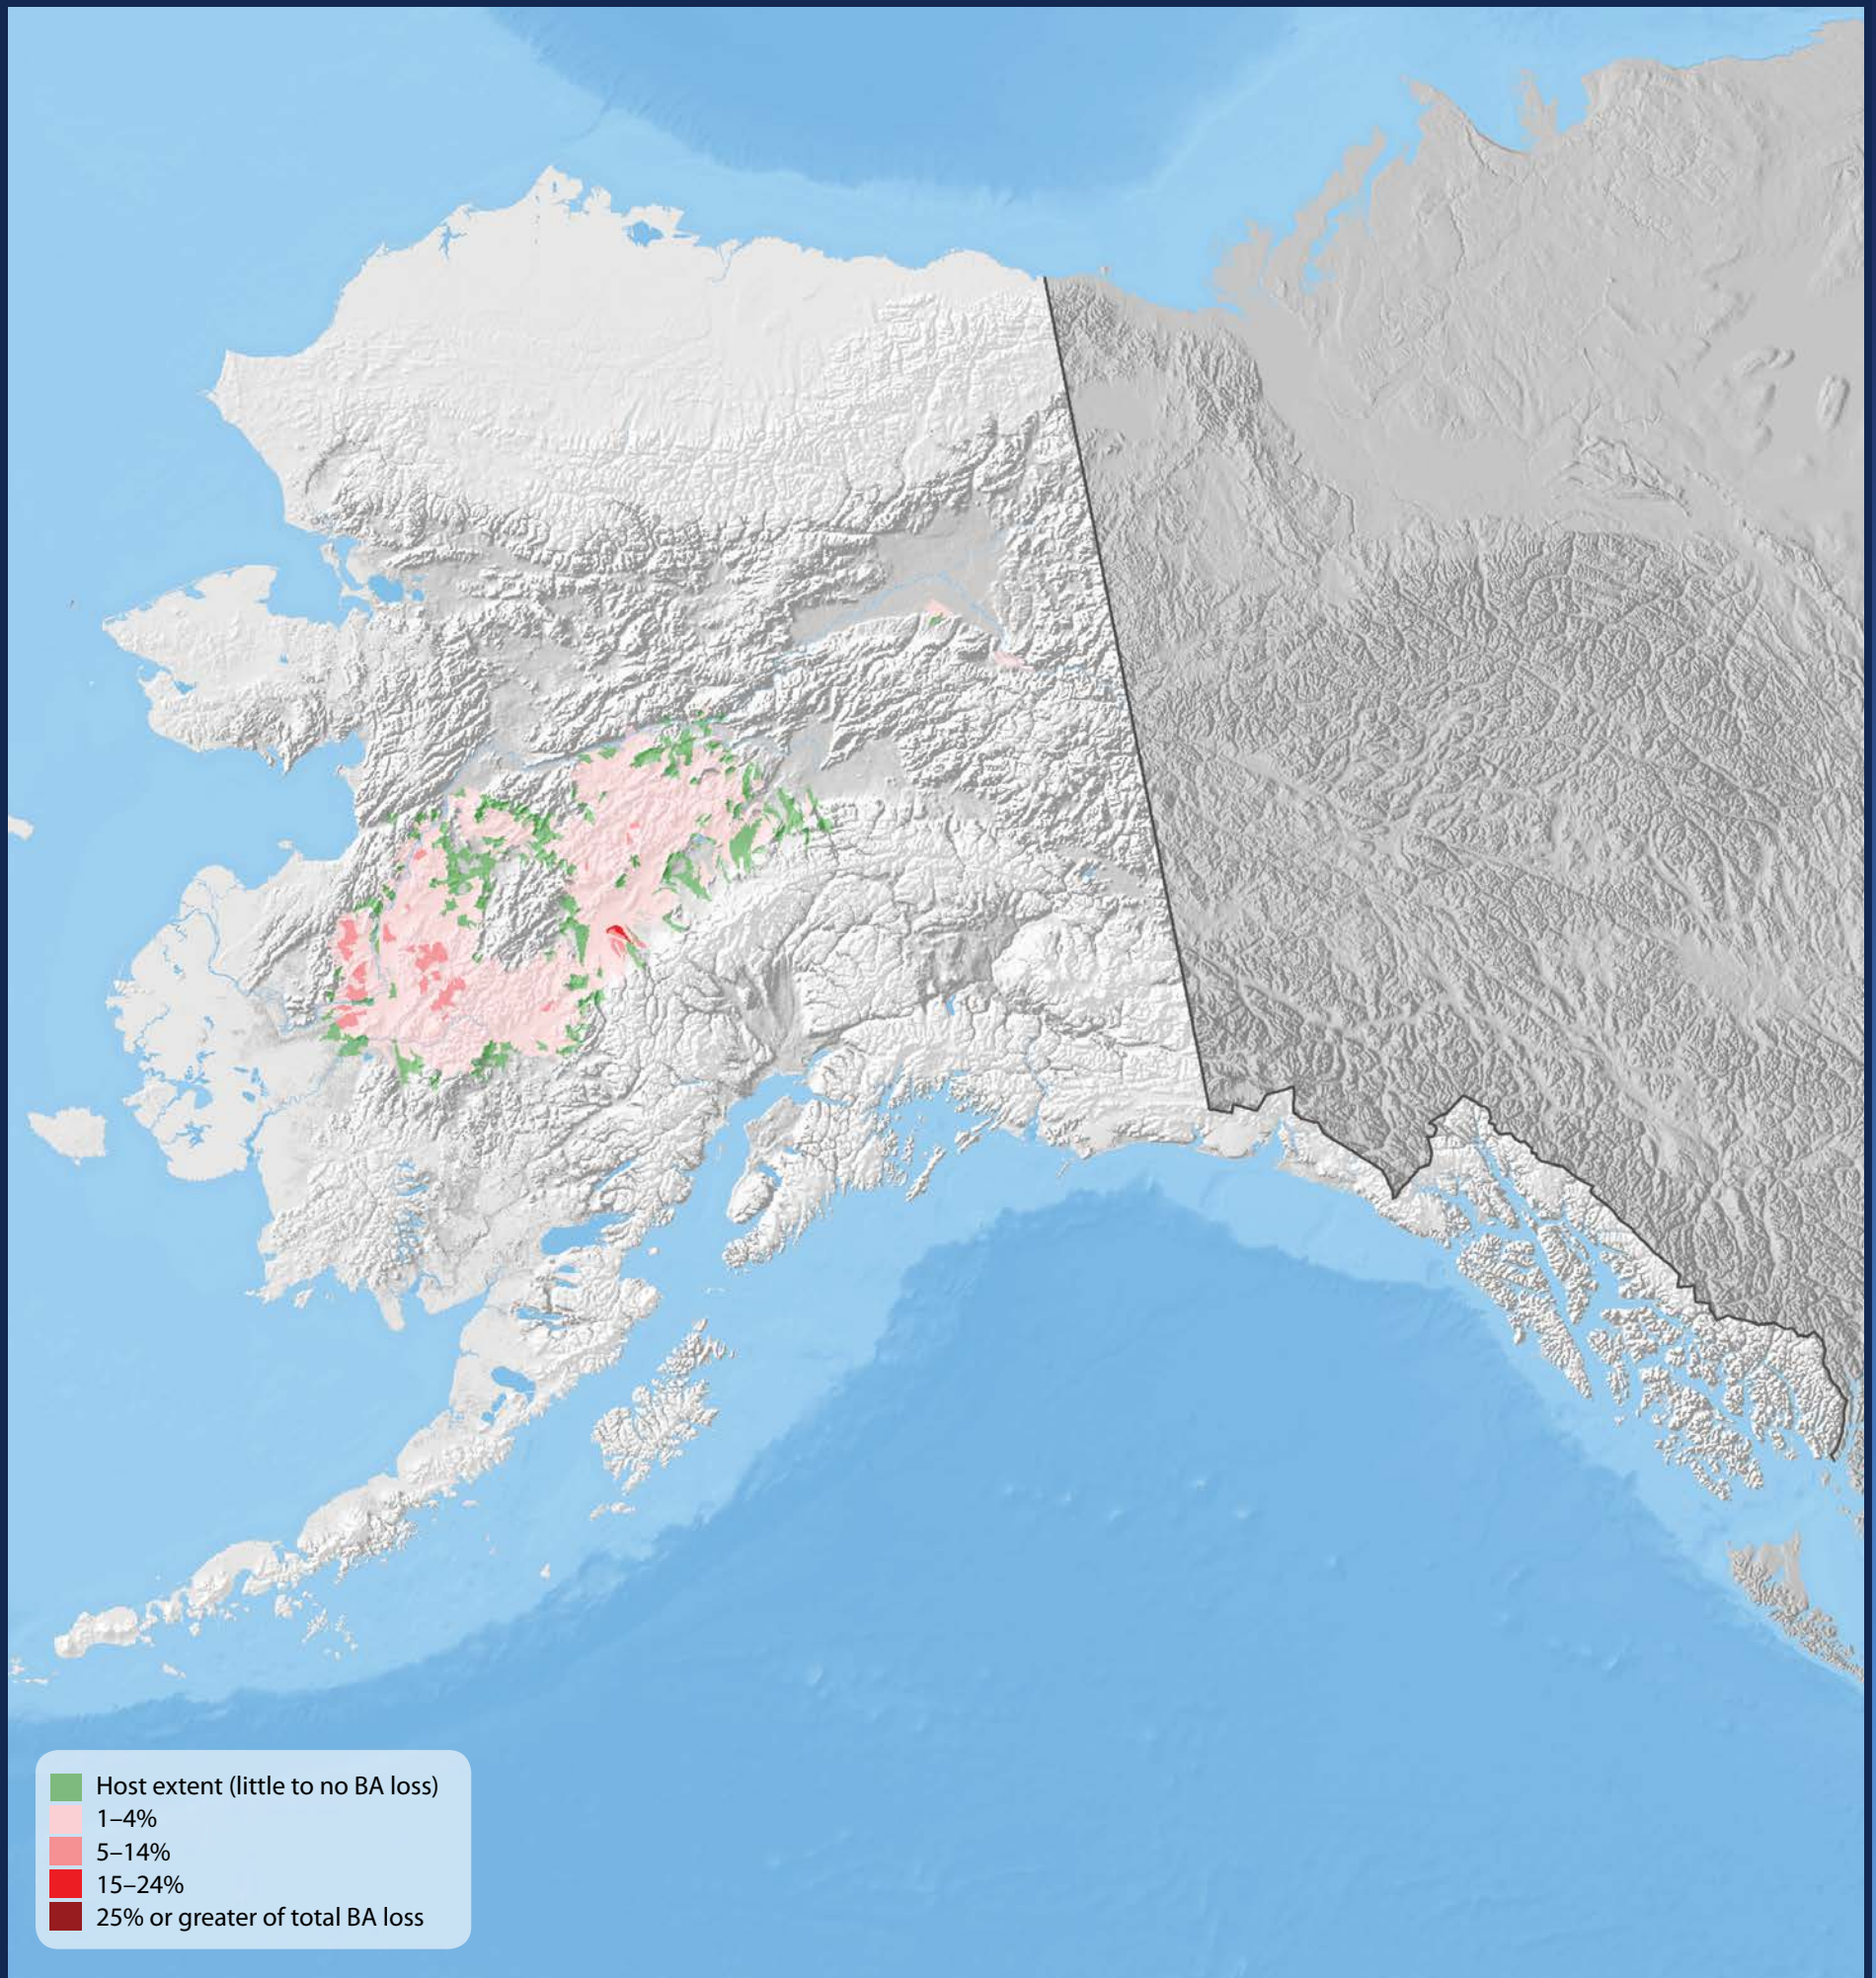 Host extent (little to no BA loss)
1–4%
5–14%
15–24%
25% or greater of total BA loss